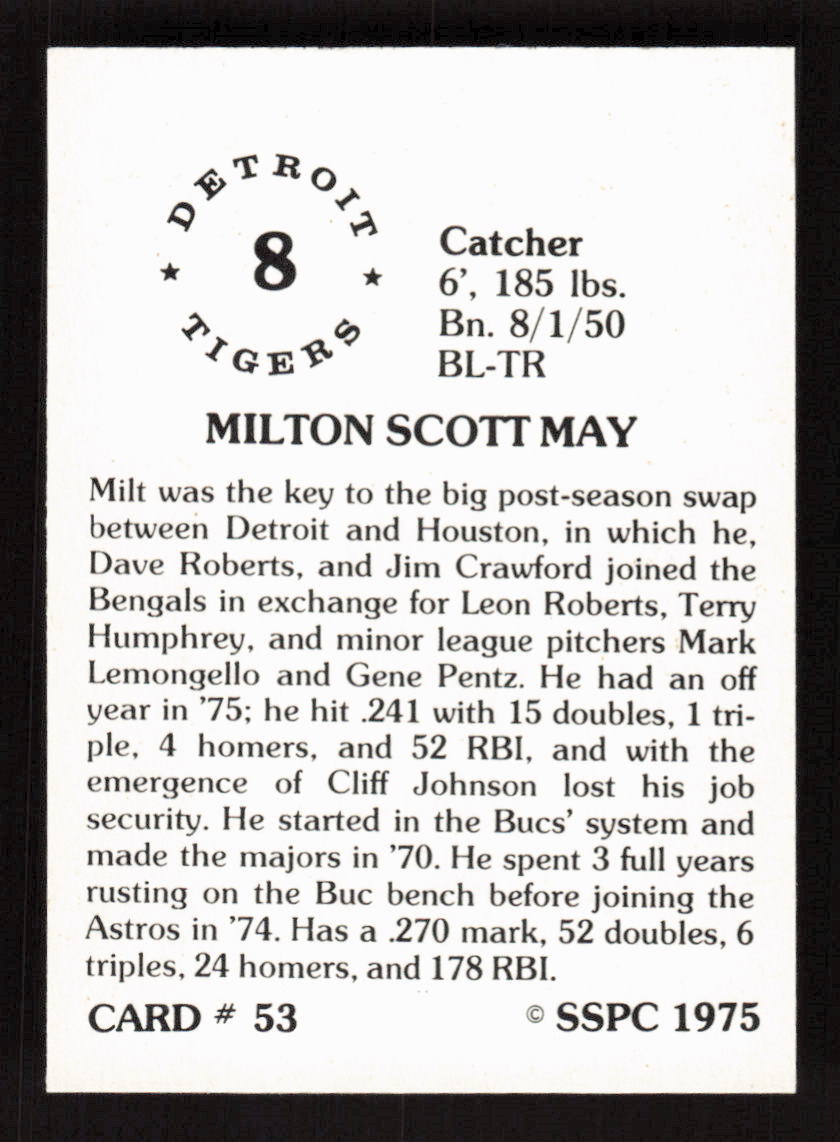 DETROIT
★ 8 ★
TIGERS
Catcher
6’, 185 lbs.
Bn. 8/1/50
BL-TR
MILTON SCOTT MAY
Milt was the key to the big post-season swap
between Detroit and Houston, in which he,
Dave Roberts, and Jim Crawford joined the
Bengals in exchange for Leon Roberts, Terry
Humphrey, and minor league pitchers Mark
Lemongello and Gene Pentz. He had an off
year in ’75; he hit .241 with 15 doubles, 1 tri-
ple, 4 homers, and 52 RBI, and with the
emergence of Cliff Johnson lost his job
security. He started in the Bucs’ system and
made the majors in ’70. He spent 3 full years
rusting on the Buc bench before joining the
Astros in ’74. Has a .270 mark, 52 doubles, 6
triples, 24 homers, and 178 RBI.
CARD # 53
© SSPC 1975